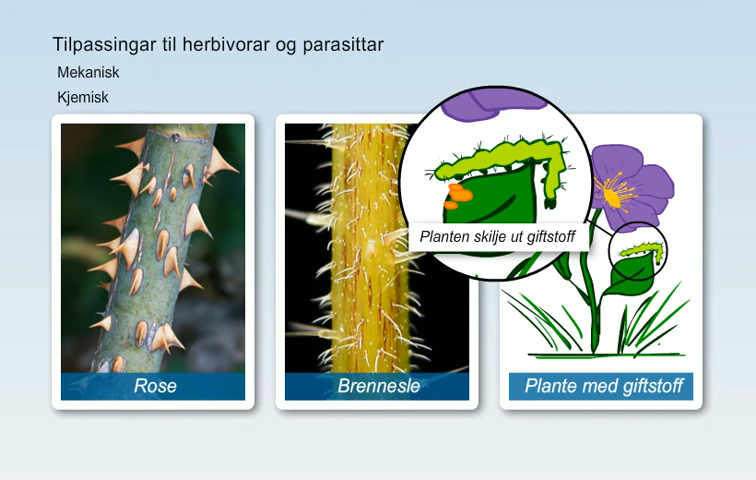 Tilpassingar til herbivorar og parasittar
Mekanisk
Kjemisk
Planten skilje ut giftstoff
Rose
Brennesle
Plante med giftstoff